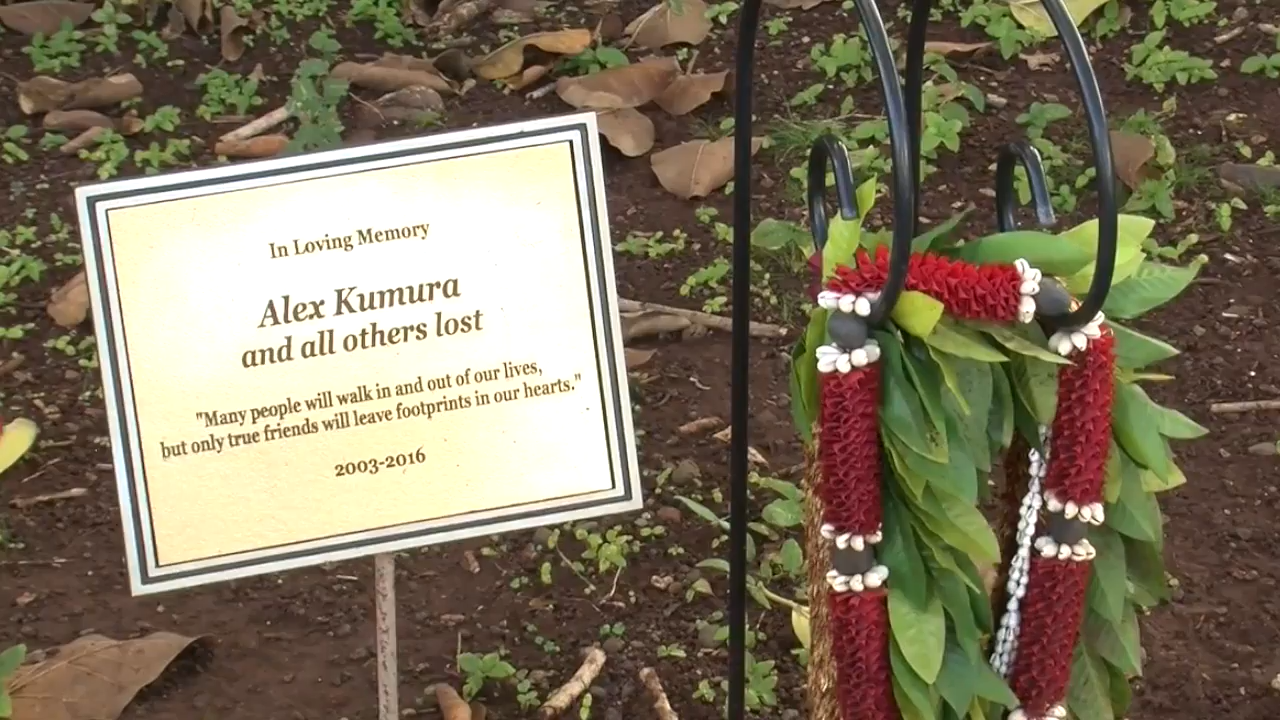 In Loving Memory
Alex Kumura
and all others lost
"Many people will walk in and out of our lives,
but only true friends will leave footprints in our hearts."
2003-2016